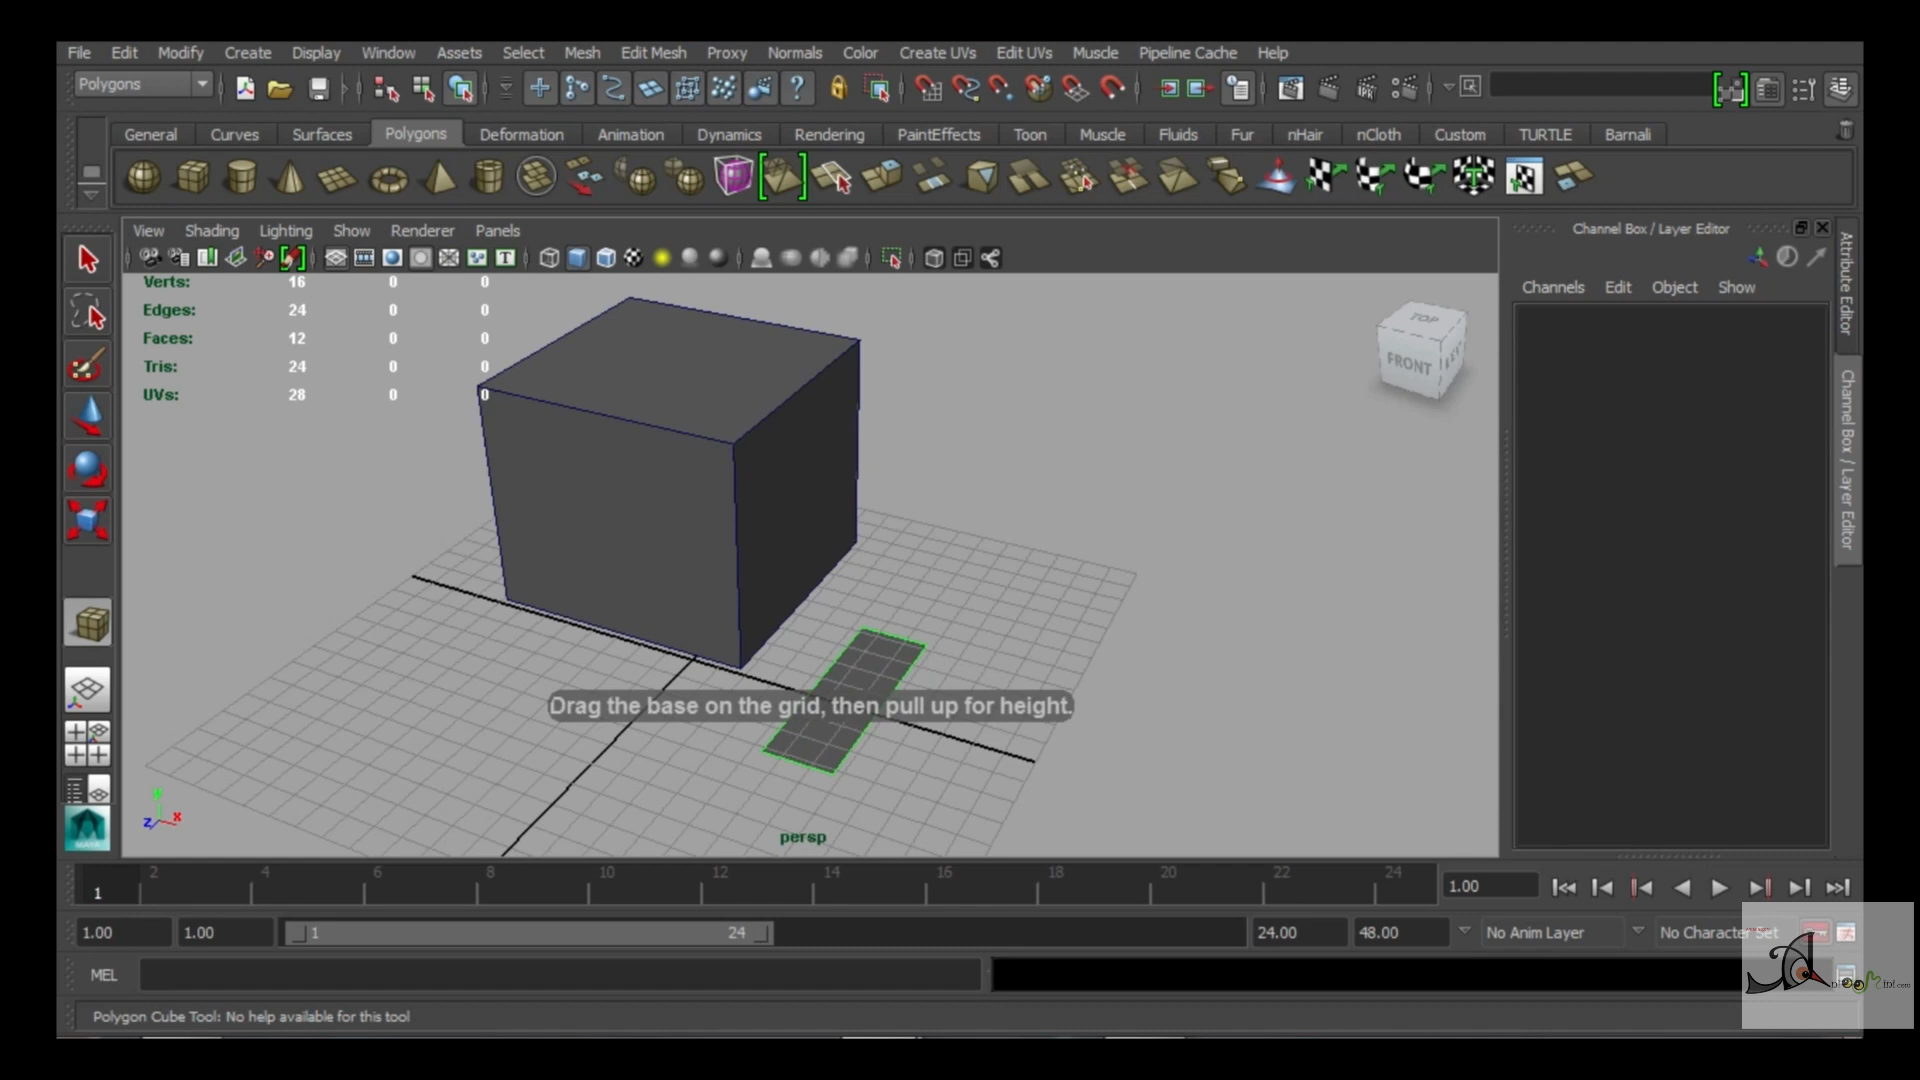 File Edit Modify Create Display Window Assets Select Mesh Edit Mesh Proxy Normals Color Create UVs Edit UVs Muscle Pipeline Cache Help
Polygons
IPR
General Curves Surfaces Polygons Deformation Animation Dynamics Rendering PaintEffects Toon Muscle Fluids Fur nHair nCloth Custom TURTLE Barnali
View Shading Lighting Show Renderer Panels
Channel Box / Layer Editor
Channels Edit Object Show
Attribute Editor
Channel Box / Layer Editor
Verts: 16 0 0
Edges: 24 0 0
Faces: 12 0 0
Tris: 24 0 0
UVs: 28 0 0
TOP
FRONT
LEFT
Drag the base on the grid, then pull up for height.
y
z x
persp
2 4 6 8 10 12 14 16 18 20 22 24
1
1.00
1.00 1.00 1 24 24.00 48.00 No Anim Layer No Character Set
MEL
Polygon Cube Tool: No help available for this tool